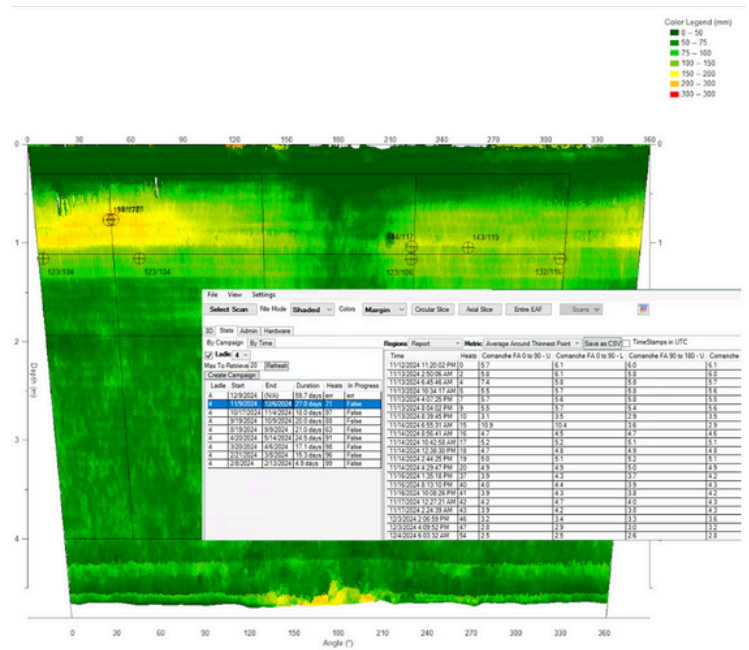 Color Legend (mm)
0 – 50
50 – 75
75 – 100
100 – 150
150 – 200
200 – 300
300 – 300
0 30 60 90 120 150 180 210 240 270 300 330 360
0
0
143/119
123/104
123/104
123/106
132/116
1
1
2
3
4
Depth (m)
File View Settings
Select Scan File Mode Shaded Colors Margin Circular Slice Axial Slice Entire EAF Scans
3D Stats Admin Hardware
By Campaign By Time
Regions Report Metric Average Around Thinnest Point Save as CSV TimeStamps in UTC
Ladle 4
Max To Retrieve 20 Refresh
Create Campaign
Ladle Start End Duration Heats In Progress
4 12/9/2024 (N/A) 59.7 days err err
4 11/9/2024 12/6/2024 27.0 days 71 False
4 10/17/2024 11/4/2024 18.0 days 97 False
4 9/19/2024 10/9/2024 20.0 days 88 False
4 8/19/2024 9/9/2024 21.0 days 63 False
4 4/20/2024 5/14/2024 24.5 days 91 False
4 3/20/2024 4/6/2024 17.1 days 98 False
4 2/21/2024 3/8/2024 15.3 days 96 False
4 2/8/2024 2/13/2024 4.9 days 99 False
Time Heats Comanche FA 0 to 90 - U Comanche FA 0 to 90 - L Comanche FA 90 to 180 - U Comanche
11/12/2024 11:20:02 PM 0 5.7 6.1 6.0 6.1
11/13/2024 2:50:06 AM 2 5.8 6.1 5.8 6.0
11/13/2024 6:45:46 AM 4 7.4 5.8 5.8 5.7
11/13/2024 10:34:17 AM 5 5.5 5.7 5.8 5.5
11/13/2024 4:07:25 PM 7 5.7 5.6 5.8 5.5
11/13/2024 8:04:02 PM 9 5.5 5.7 5.4 5.6
11/13/2024 8:39:45 PM 10 3.1 3.5 2.9 3.5
11/14/2024 6:55:31 AM 15 10.9 10.4 3.6 2.9
11/14/2024 8:56:41 AM 16 4.7 4.5 4.7 4.6
11/14/2024 10:42:58 AM 17 5.2 5.2 5.1 5.1
11/14/2024 12:38:30 PM 18 4.7 4.8 4.9 4.8
11/14/2024 2:44:25 PM 19 5.0 5.1 5.2 5.1
11/14/2024 4:29:47 PM 20 4.9 4.9 5.0 4.9
11/16/2024 1:35:18 PM 37 3.9 4.4 3.9 4.2
11/16/2024 8:13:10 PM 40 4.0 4.4 3.9 4.3
11/16/2024 10:08:26 PM 41 3.9 4.3 3.8 4.2
11/17/2024 12:27:21 AM 42 4.2 4.7 4.0 4.3
11/17/2024 2:24:39 AM 43 3.9 4.2 3.8 4.3
12/3/2024 2:06:59 PM 46 3.2 3.4 3.3 3.6
12/3/2024 4:09:52 PM 47 2.8 2.9 3.0 3.2
12/4/2024 6:03:32 AM 54 2.5 2.5 2.6 2.8
0 30 60 90 120 150 180 210 240 270 300 330 360
Angle (°)